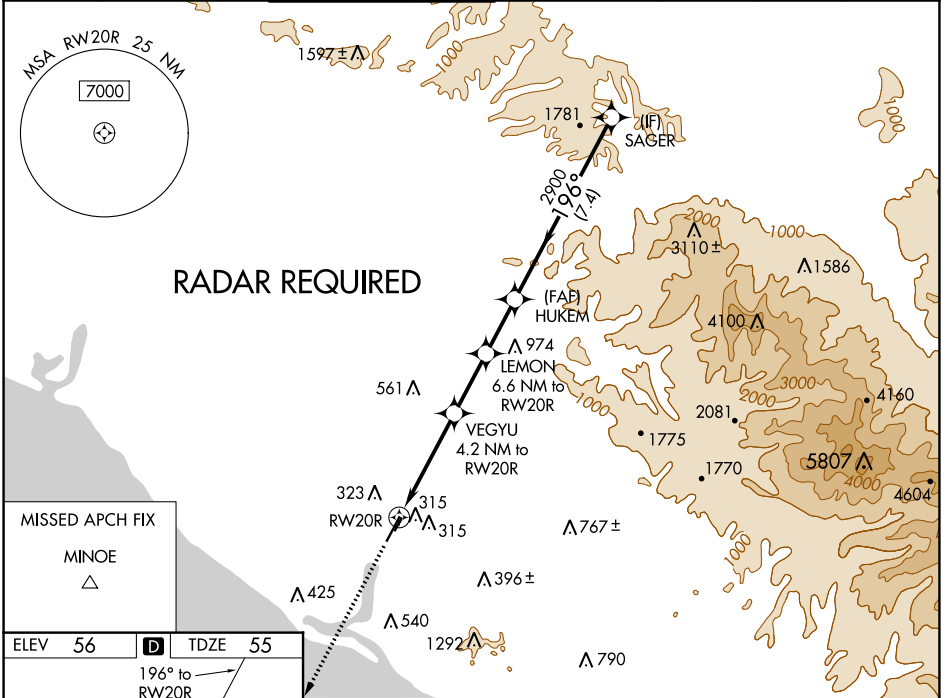 MSA RW20R 25 NM
7000
1597 ±
1000
1781
(IF)
SAGER
1000
2900
196°
(7.4)
RADAR REQUIRED
2000
3110 ±
1000
1586
(FAF)
HUKEM
4100
974
LEMON
6.6 NM to
RW20R
561
3000
2000
1000
4160
2081
VEGYU
4.2 NM to
RW20R
1775
1770
5807
4000
4604
323
315
RW20R
315
767 ±
1000
MISSED APCH FIX
MINOE
425
396 ±
540
1292
790
ELEV 56 D TDZE 55
196° to
RW20R